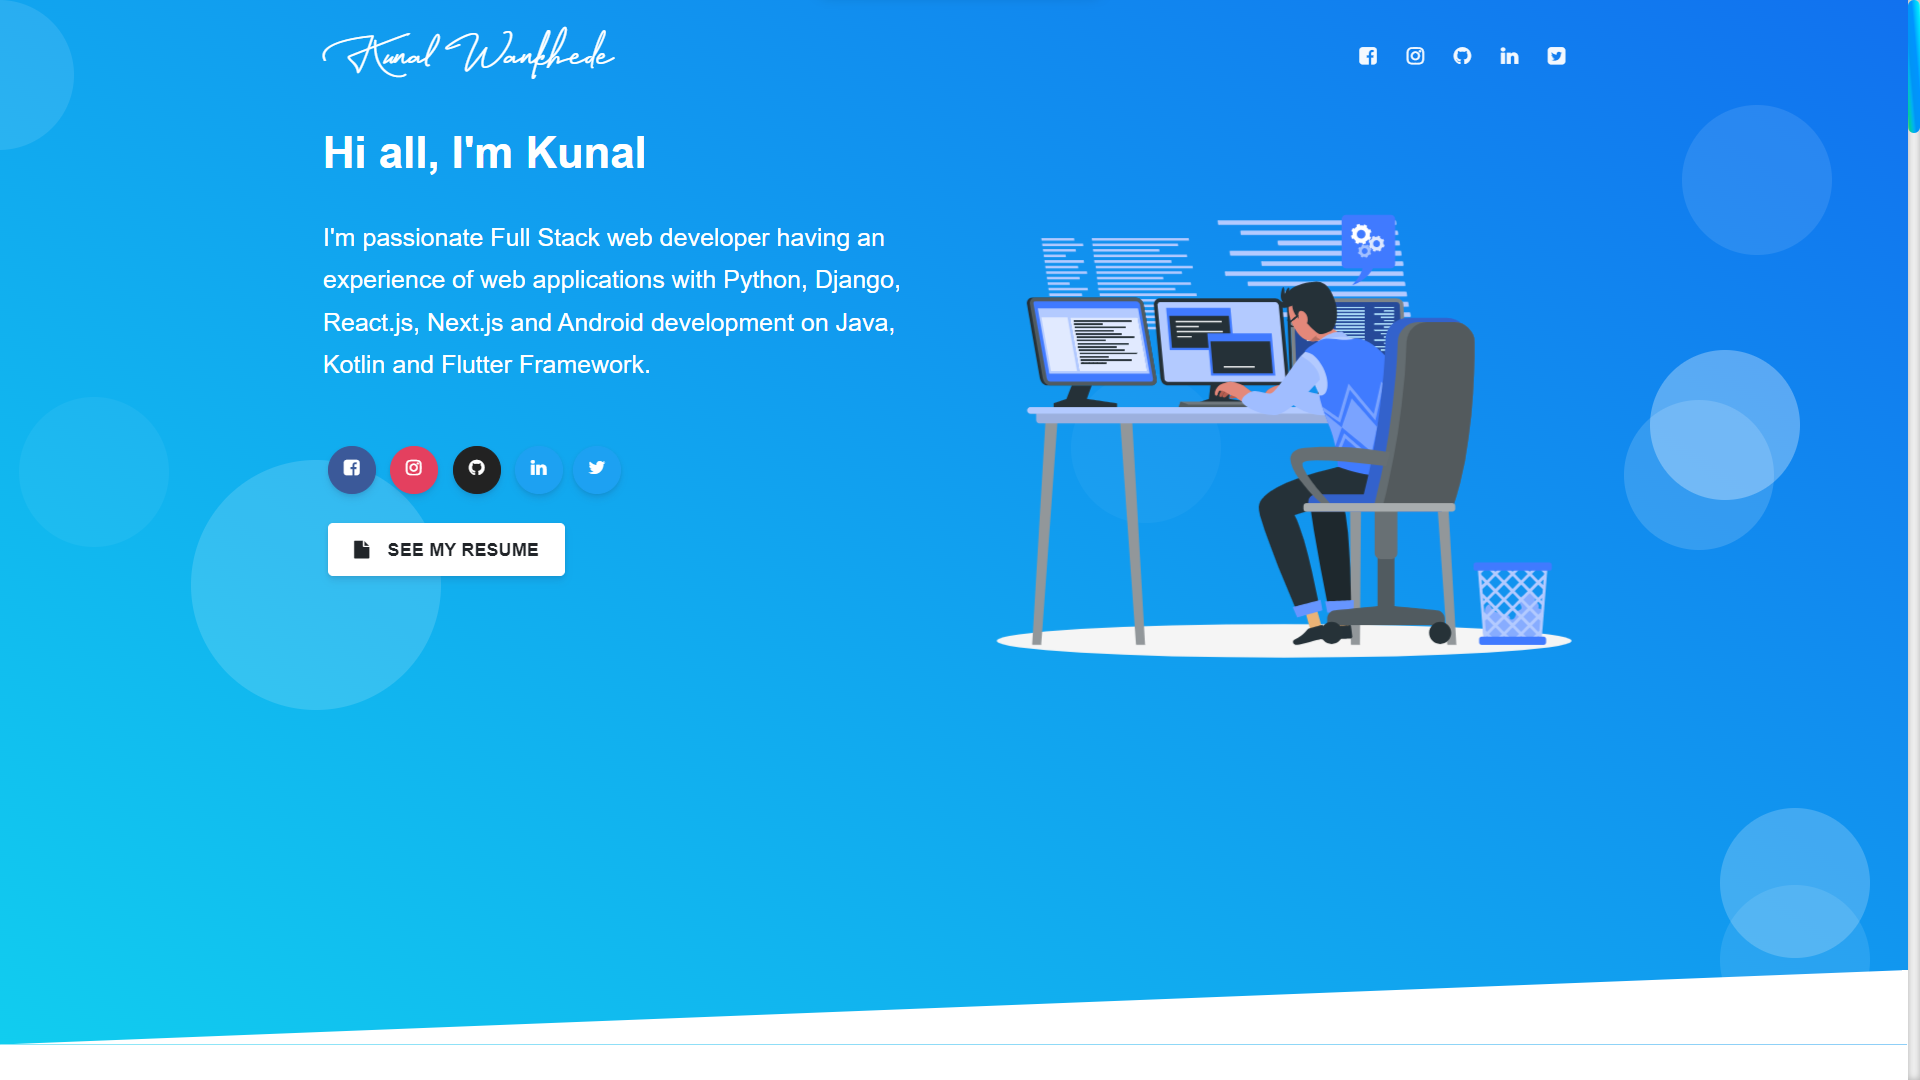 Kunal Wankhede
Hi all, I'm Kunal
I'm passionate Full Stack web developer having an
experience of web applications with Python, Django,
React.js, Next.js and Android development on Java,
Kotlin and Flutter Framework.
SEE MY RESUME